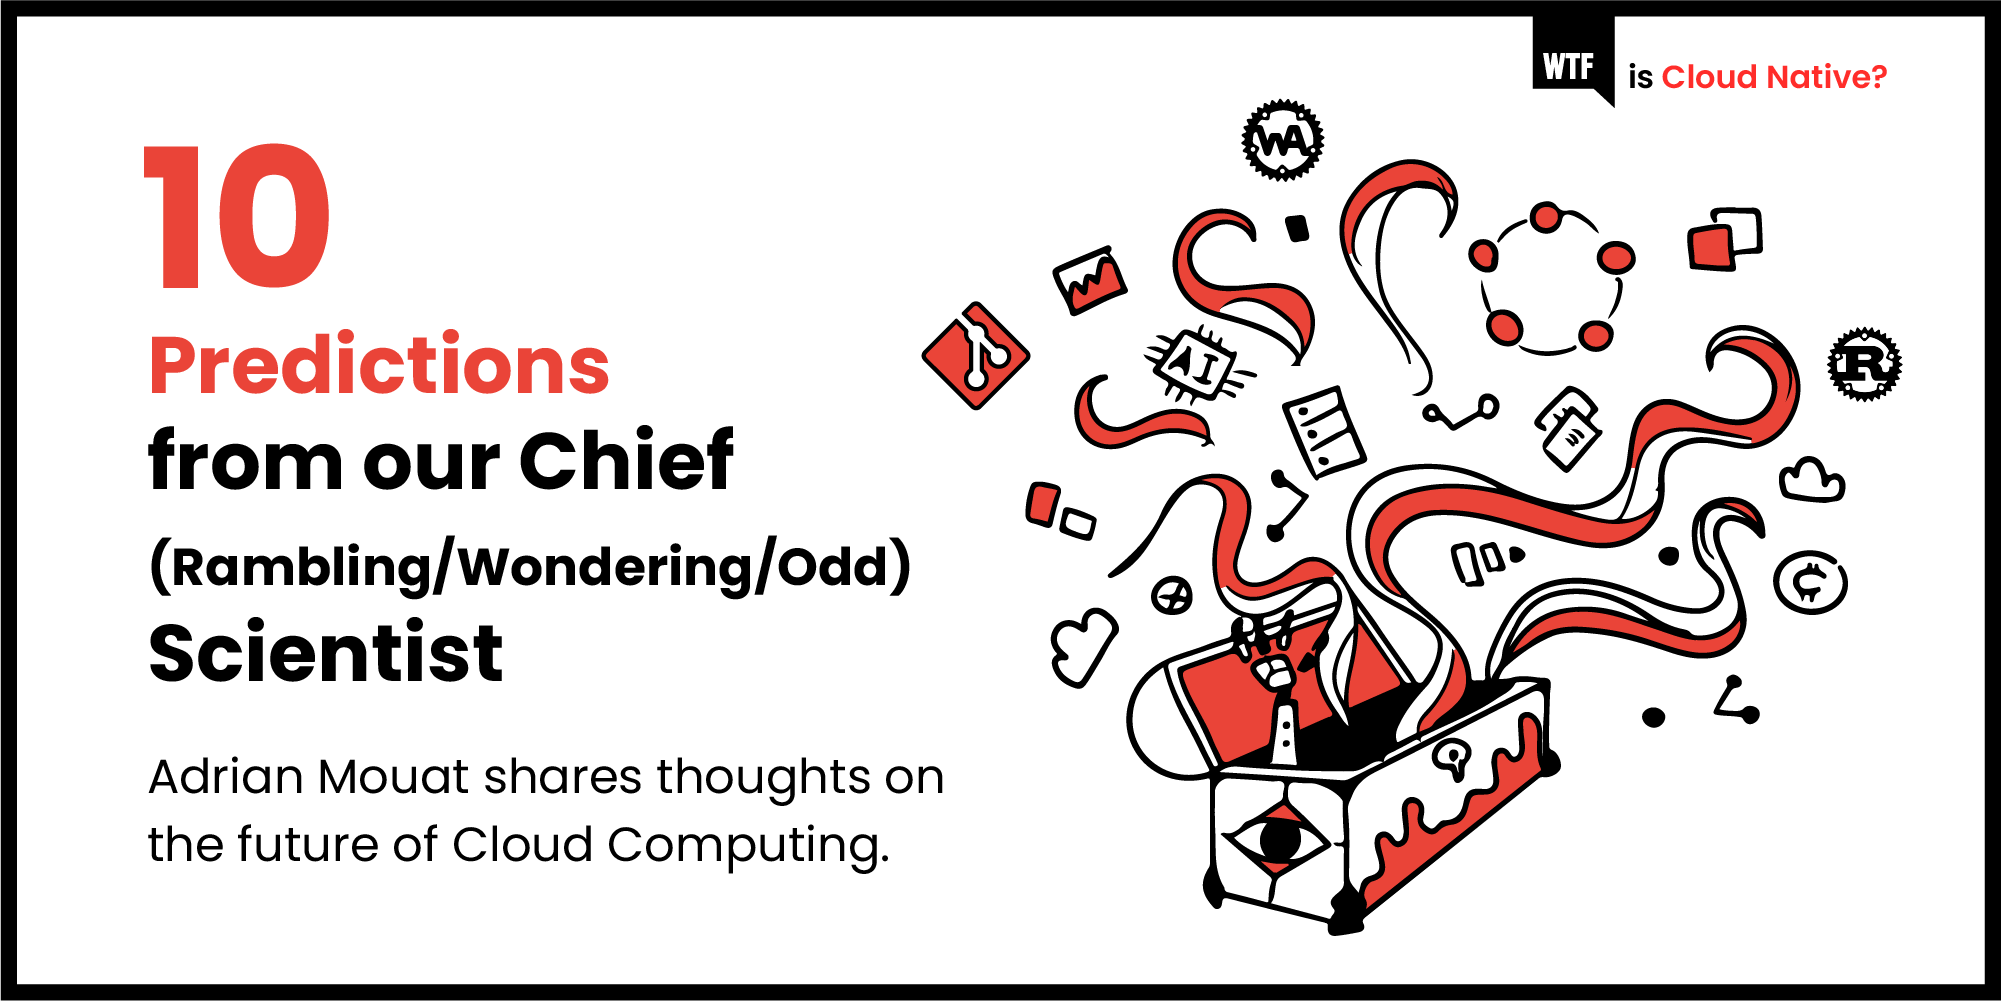 WTF is Cloud Native?
10
Predictions
from our Chief
(Rambling/Wondering/Odd)
Scientist
Adrian Mouat shares thoughts on
the future of Cloud Computing.
WA
AI
R